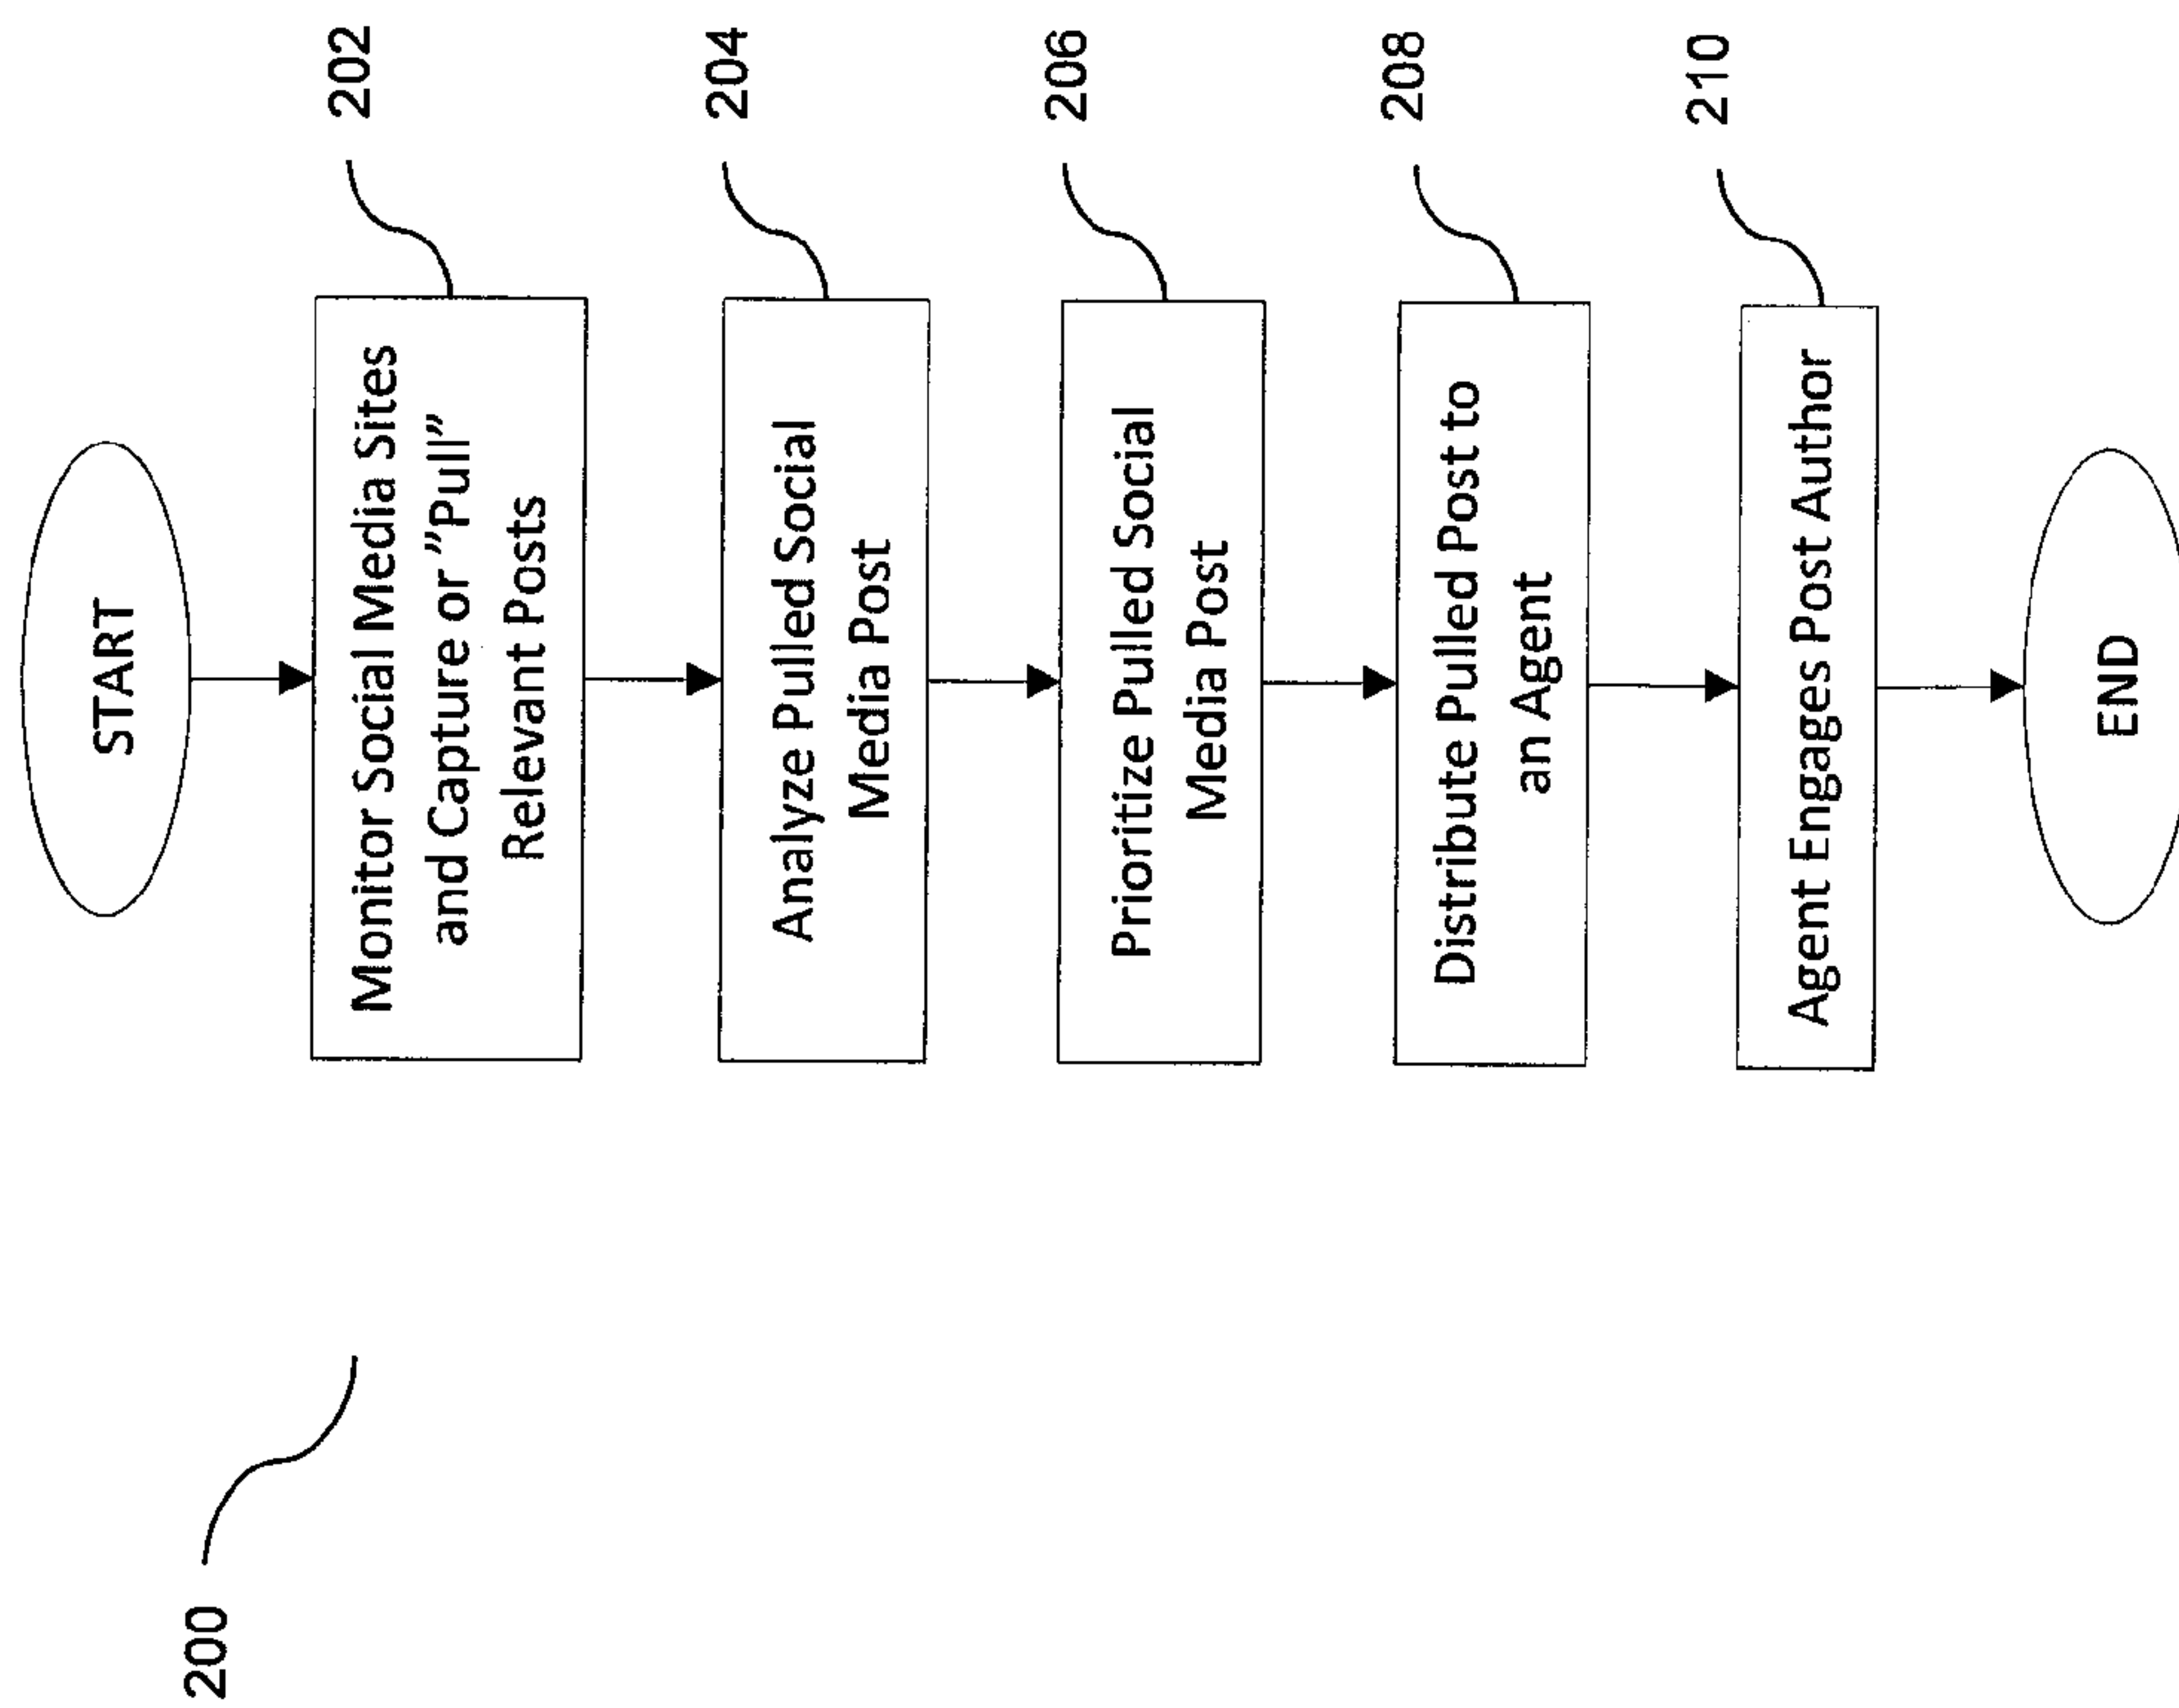 200
START
Monitor Social Media Sites
and Capture or ”Pull”
Relevant Posts
202
Analyze Pulled Social
Media Post
204
Prioritize Pulled Social
Media Post
206
Distribute Pulled Post to
an Agent
208
Agent Engages Post Author
210
END